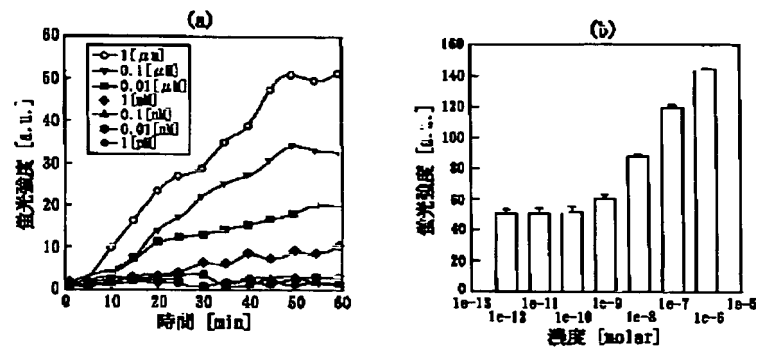 (a)
蛍光強度 [a.u.]
60
50
40
30
20
10
0
1[μm]
0.1[μM]
0.01[μM]
1[nM]
0.1[nM]
0.01[nM]
1[pM]
0 10 20 30 40 50 60
時間 [min]
(b)
蛍光強度 [a.u.]
160
140
120
100
80
60
40
20
0
1e-13 1e-11 1e-9 1e-7 1e-5
1e-12 1e-10 1e-8 1e-6
濃度 [molar]